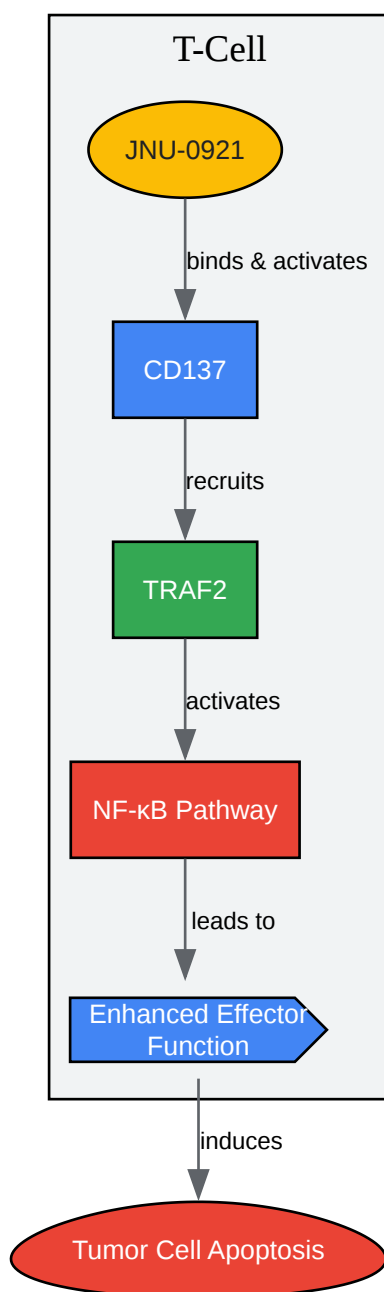 T-Cell
JNU-0921
binds & activates
CD137
recruits
TRAF2
activates
NF-κB Pathway
leads to
Enhanced Effector
Function
induces
Tumor Cell Apoptosis